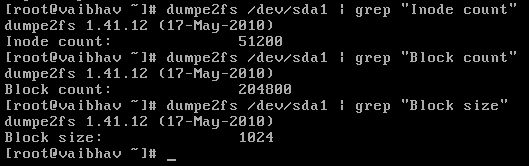 [root@vaibhav ~]# dumpe2fs /dev/sda1 | grep "Inode count"
dumpe2fs 1.41.12 (17-May-2010)
Inode count:              51200
[root@vaibhav ~]# dumpe2fs /dev/sda1 | grep "Block count"
dumpe2fs 1.41.12 (17-May-2010)
Block count:              204800
[root@vaibhav ~]# dumpe2fs /dev/sda1 | grep "Block size"
dumpe2fs 1.41.12 (17-May-2010)
Block size:               1024
[root@vaibhav ~]# _